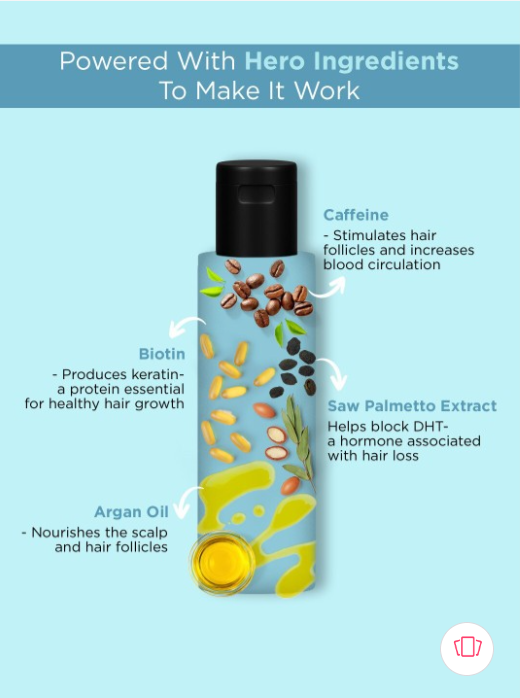 Powered With Hero Ingredients
To Make It Work
Caffeine
- Stimulates hair
follicles and increases
blood circulation
Biotin
- Produces keratin-
a protein essential
for healthy hair growth
Saw Palmetto Extract
Helps block DHT-
a hormone associated
with hair loss
Argan Oil
- Nourishes the scalp
and hair follicles